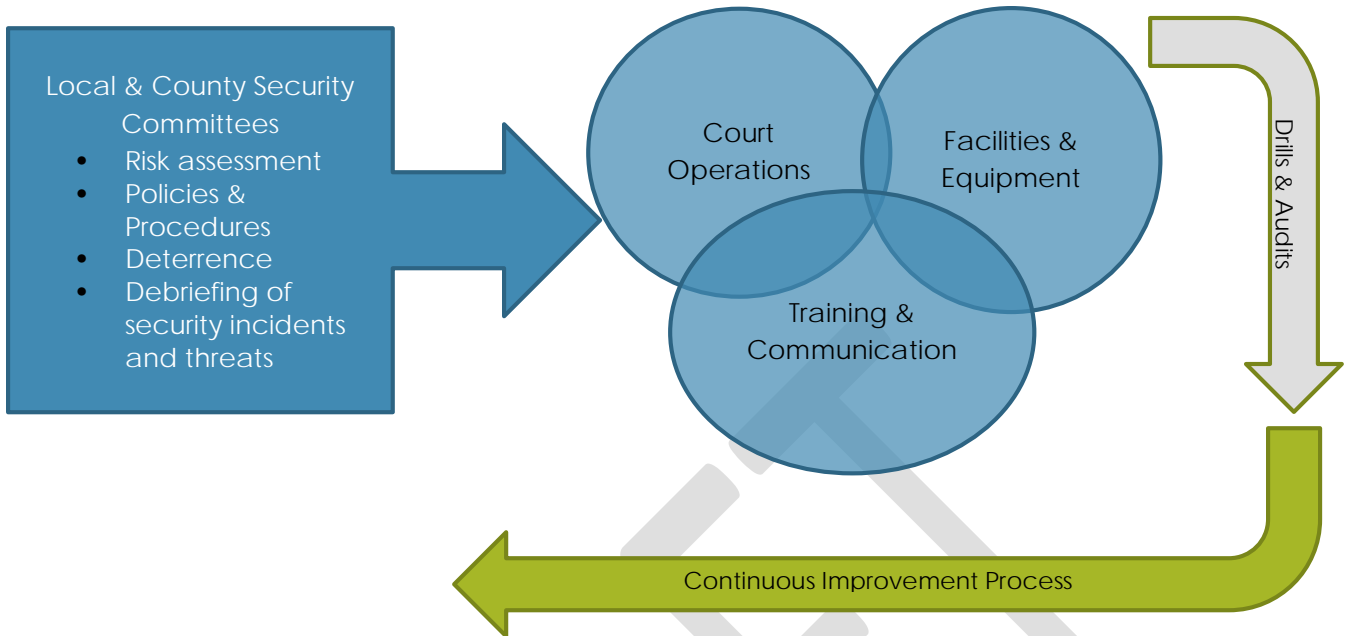 Local & County Security
Committees
• Risk assessment
• Policies &
Procedures
• Deterrence
• Debriefing of
security incidents
and threats
Court
Operations
Facilities &
Equipment
Training &
Communication
Drills & Audits
Continuous Improvement Process